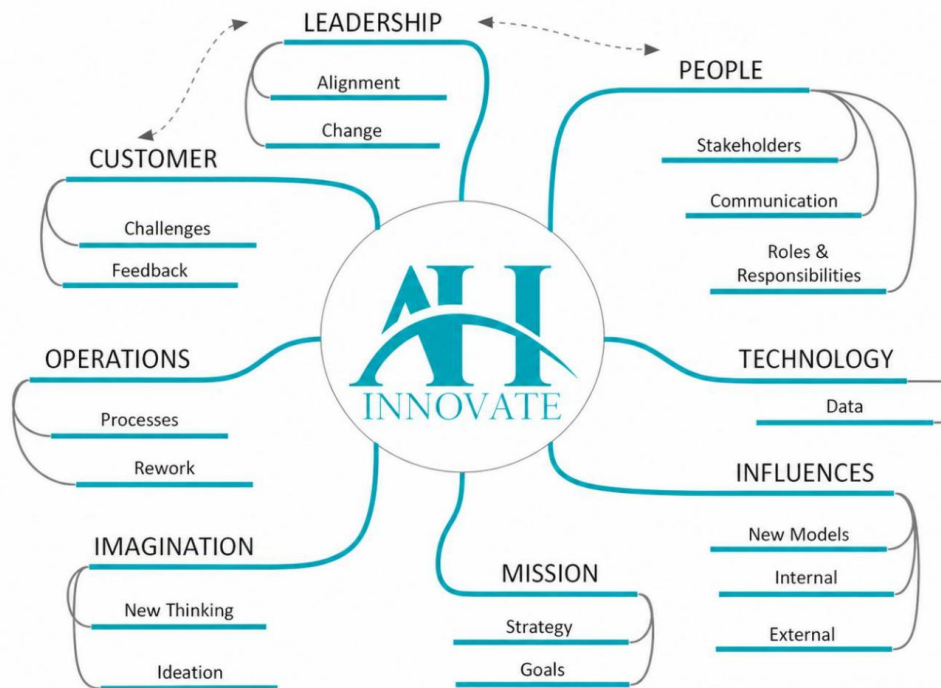 LEADERSHIP
Alignment
Change
PEOPLE
Stakeholders
Communication
Roles &
Responsibilities
CUSTOMER
Challenges
Feedback
AH
INNOVATE
OPERATIONS
Processes
Rework
TECHNOLOGY
Data
INFLUENCES
New Models
Internal
External
IMAGINATION
New Thinking
Ideation
MISSION
Strategy
Goals